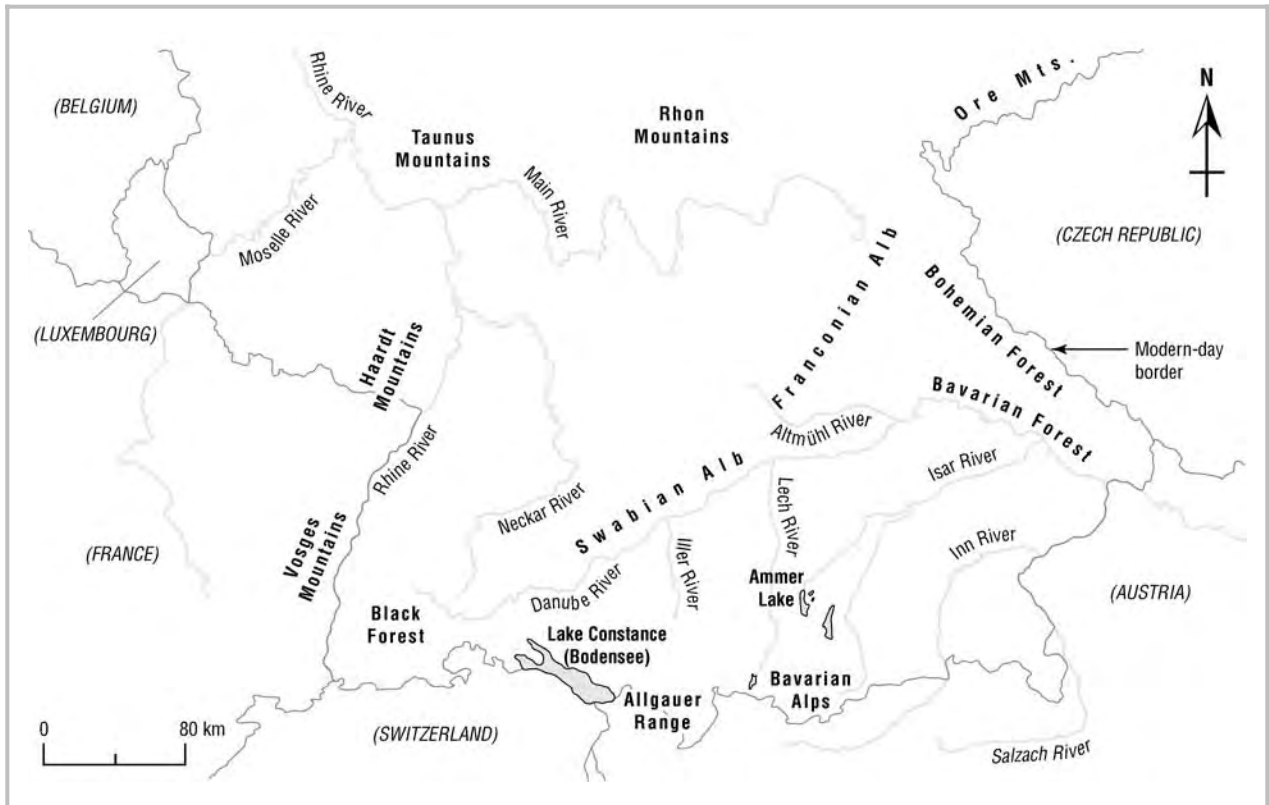 Rhine River
Ore Mts.
N
(BELGIUM)
Taunus
Mountains
Rhon
Mountains
Main River
Moselle River
(CZECH REPUBLIC)
(LUXEMBOURG)
Haardt
Mountains
Franconian Alb
Bohemian Forest
Modern-day
border
Bavarian Forest
Rhine River
Altmühl River
Isar River
Swabian Alb
Lech River
Neckar River
Vosges
Mountains
(FRANCE)
Iller River
Inn River
Danube River
Ammer
Lake
(AUSTRIA)
Black
Forest
Lake Constance
(Bodensee)
Bavarian
Alps
Allgauer
Range
0 80 km
(SWITZERLAND)
Salzach River